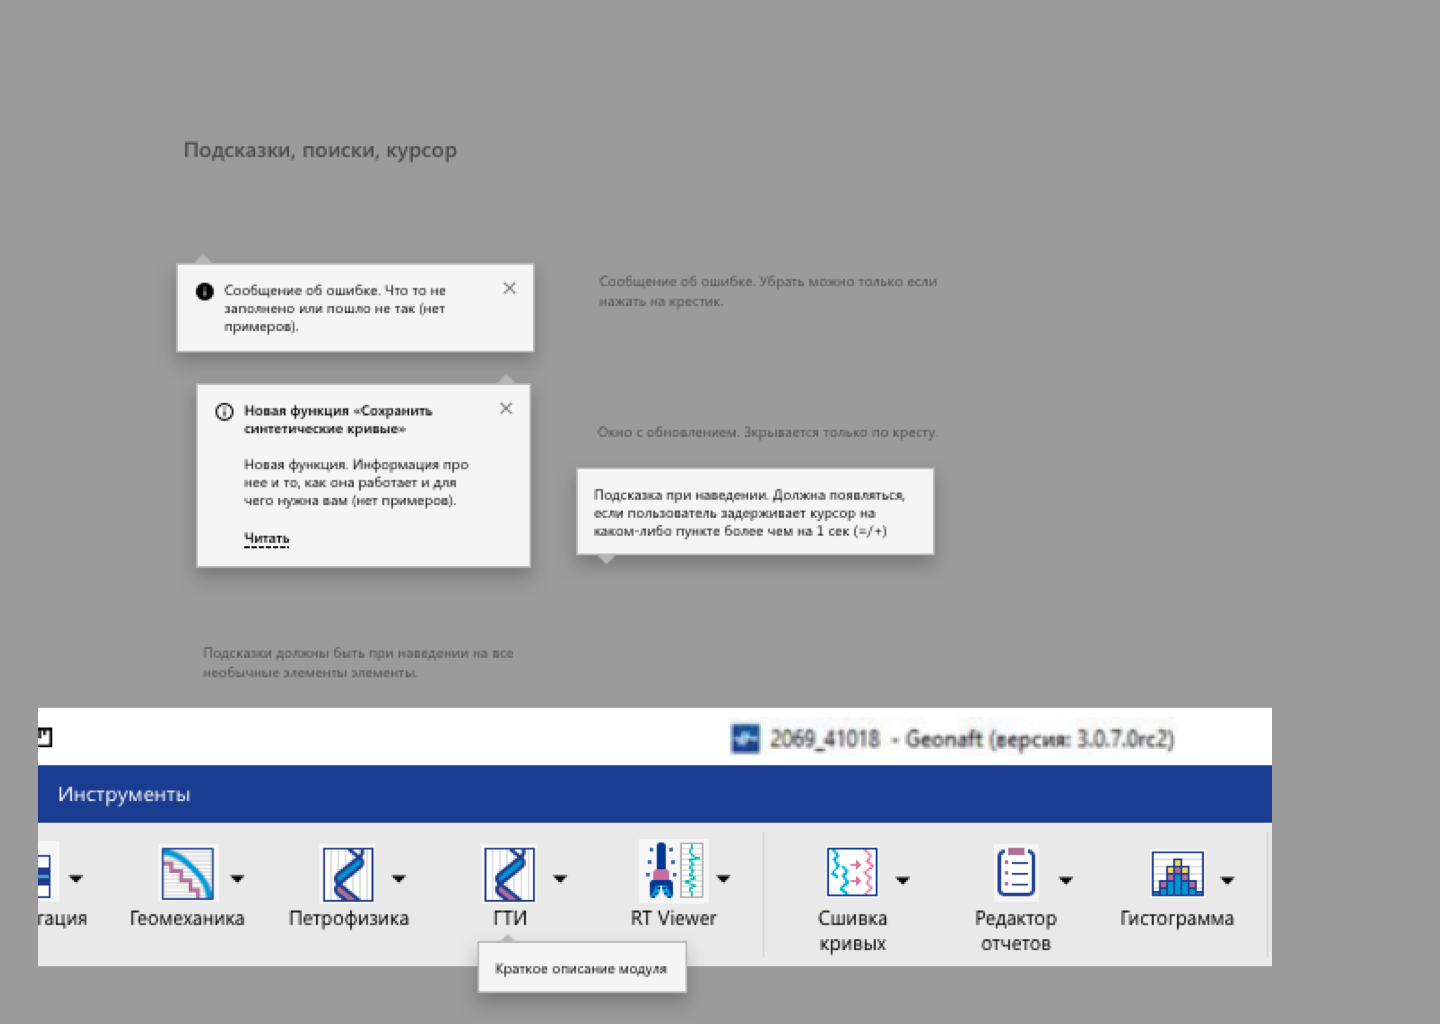 Подсказки, поиски, курсор
Сообщение об ошибке. Что то не
заполнено или пошло не так (нет
примеров).
Сообщение об ошибке. Убрать можно только если
нажать на крестик.
Новая функция «Сохранить
синтетические кривые»
Новая функция. Информация про
нее и то, как она работает и для
чего нужна вам (нет примеров).
Читать
Окно с обновлением. Зкрывается только по кресту.
Подсказка при наведении. Должна появляться,
если пользователь задерживает курсор на
каком-либо пункте более чем на 1 сек (=/+)
Подсказки должны быть при наведении на все
необычные элементы элементы.
2069_41018 - Geonaft (версия: 3.0.7.0rc2)
Инструменты
тация
Геомеханика
Петрофизика
ГТИ
RT Viewer
Сшивка
кривых
Редактор
отчетов
Гистограмма
Краткое описание модуля